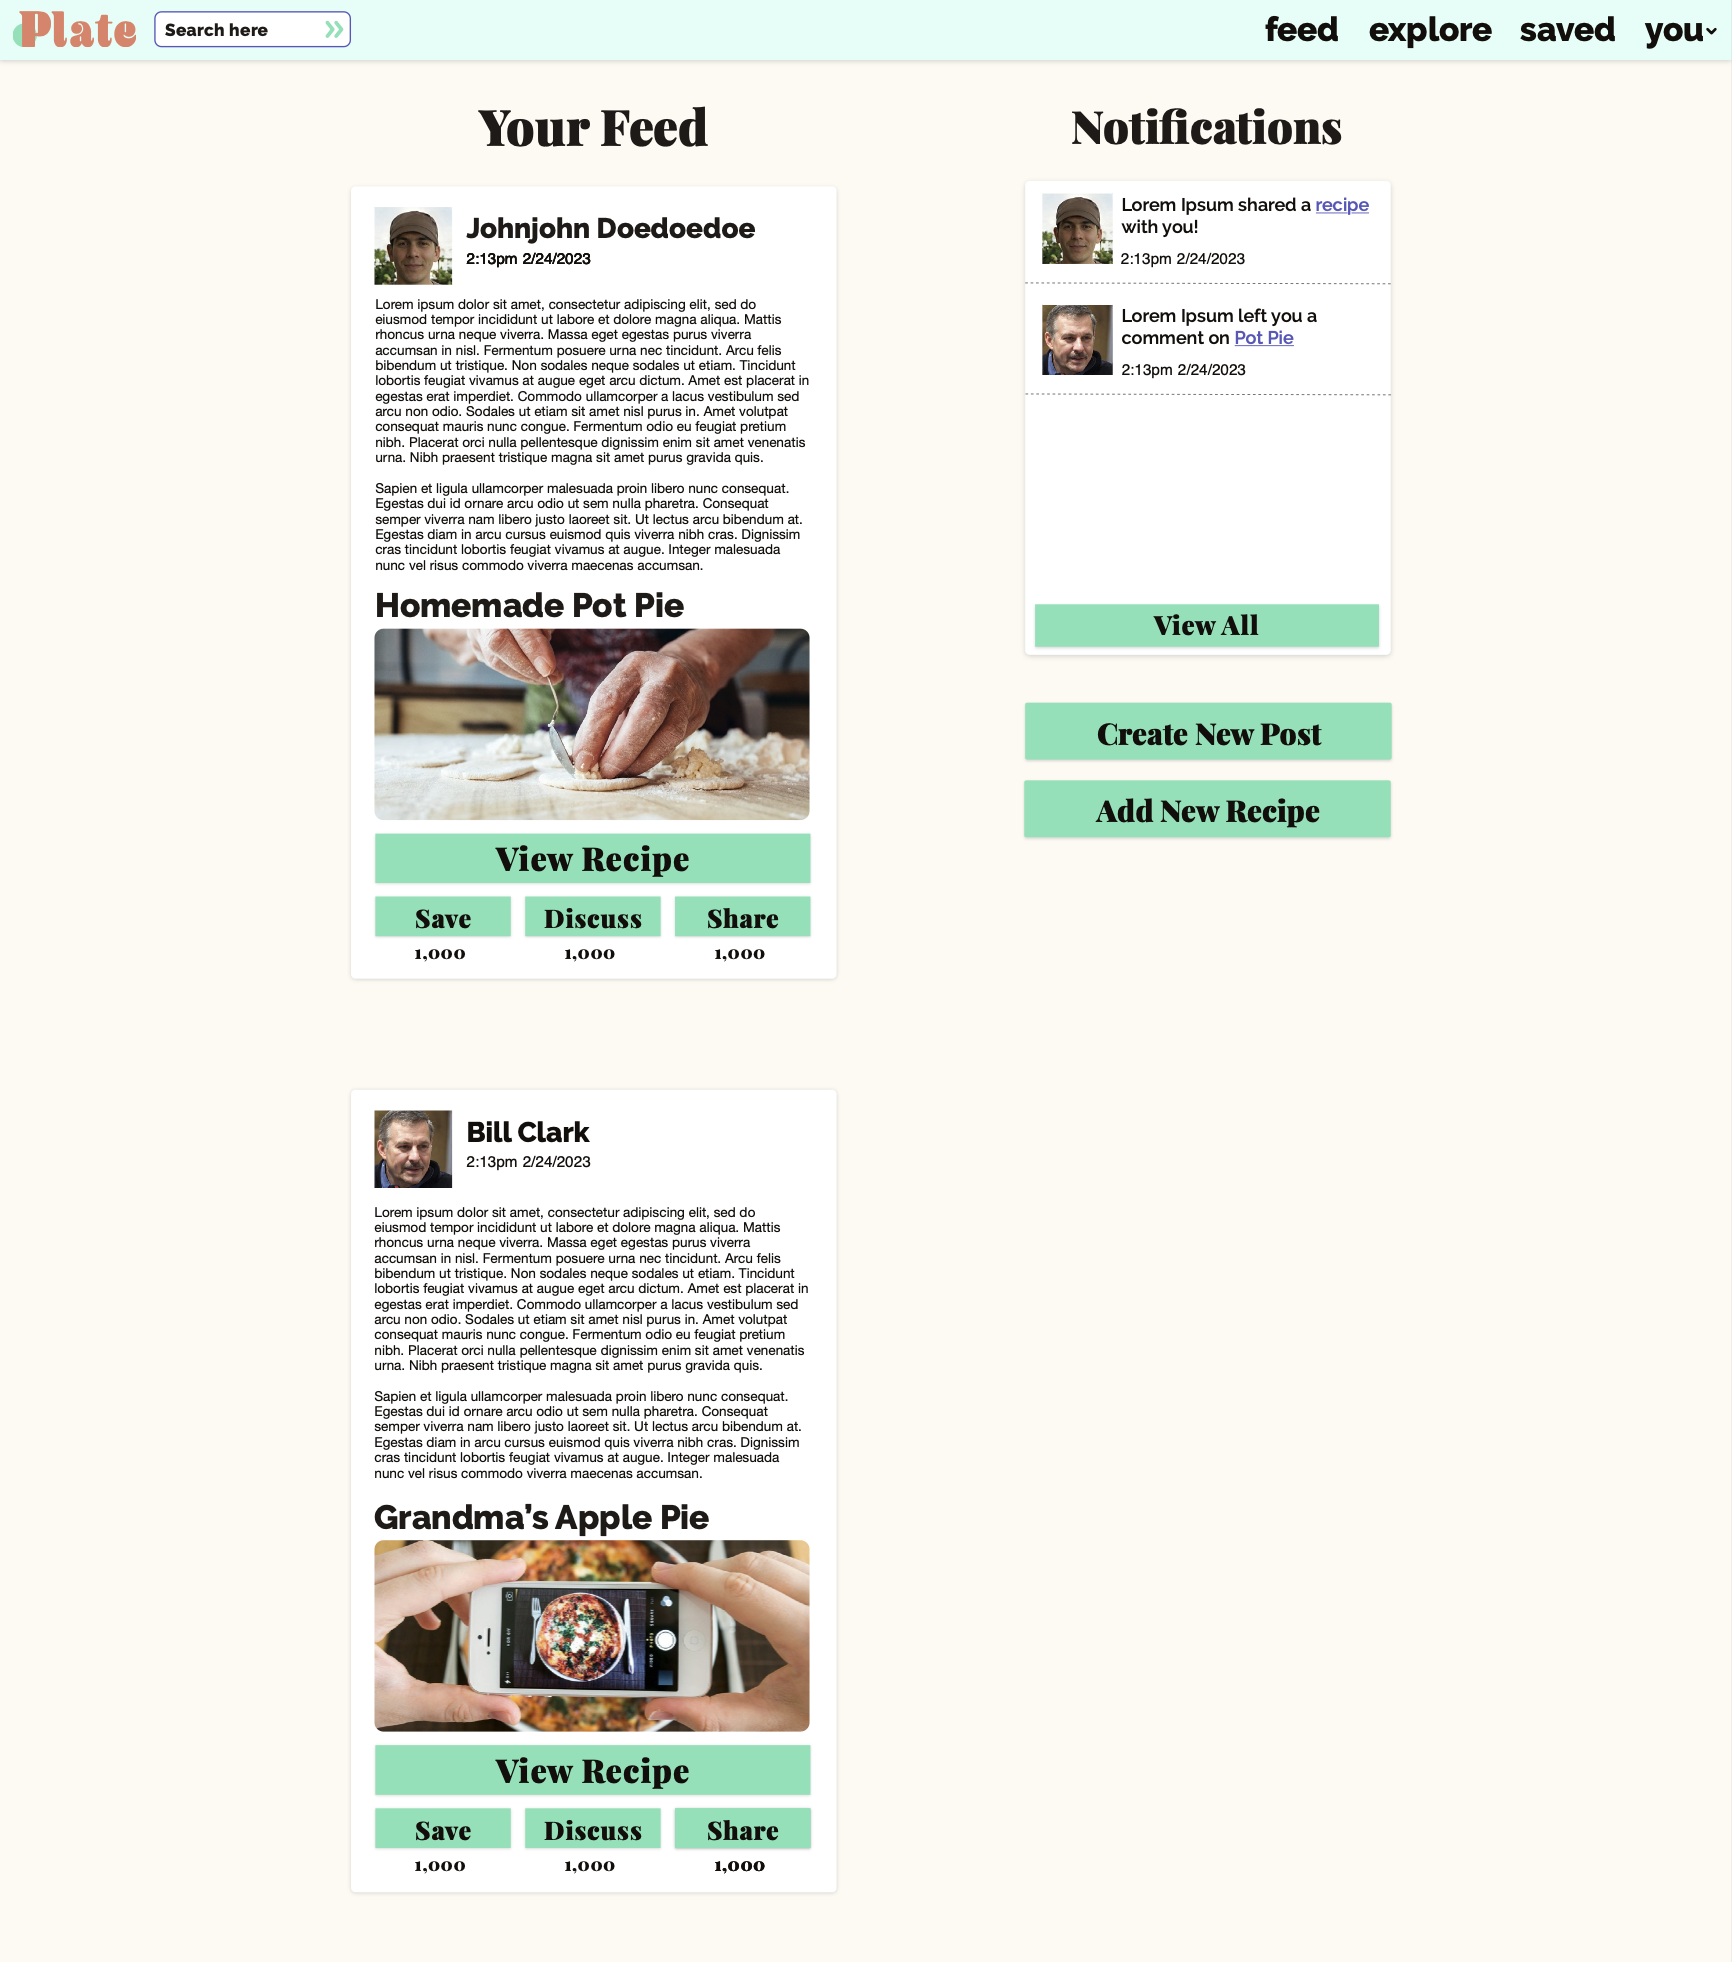 Plate
Search here
feed explore saved you
Your Feed
Johnjohn Doedoedoe
2:13pm 2/24/2023
Lorem ipsum dolor sit amet, consectetur adipiscing elit, sed do
eiusmod tempor incididunt ut labore et dolore magna aliqua. Mattis
rhoncus urna neque viverra. Massa eget egestas purus viverra
accumsan in nisl. Fermentum posuere urna nec tincidunt. Arcu felis
bibendum ut tristique. Non sodales neque sodales ut etiam. Tincidunt
lobortis feugiat vivamus at augue eget arcu dictum. Amet est placerat in
egestas erat imperdiet. Commodo ullamcorper a lacus vestibulum sed
arcu non odio. Sodales ut etiam sit amet nisl purus in. Amet volutpat
consequat mauris nunc congue. Fermentum odio eu feugiat pretium
nibh. Placerat orci nulla pellentesque dignissim enim sit amet venenatis
urna. Nibh praesent tristique magna sit amet purus gravida quis.
Sapien et ligula ullamcorper malesuada proin libero nunc consequat.
Egestas dui id ornare arcu odio ut sem nulla pharetra. Consequat
semper viverra nam libero justo laoreet sit. Ut lectus arcu bibendum at.
Egestas diam in arcu cursus euismod quis viverra nibh cras. Dignissim
cras tincidunt lobortis feugiat vivamus at augue. Integer malesuada
nunc vel risus commodo viverra maecenas accumsan.
Homemade Pot Pie
View Recipe
Save Discuss Share
1,000 1,000 1,000
Bill Clark
2:13pm 2/24/2023
Lorem ipsum dolor sit amet, consectetur adipiscing elit, sed do
eiusmod tempor incididunt ut labore et dolore magna aliqua. Mattis
rhoncus urna neque viverra. Massa eget egestas purus viverra
accumsan in nisl. Fermentum posuere urna nec tincidunt. Arcu felis
bibendum ut tristique. Non sodales neque sodales ut etiam. Tincidunt
lobortis feugiat vivamus at augue eget arcu dictum. Amet est placerat in
egestas erat imperdiet. Commodo ullamcorper a lacus vestibulum sed
arcu non odio. Sodales ut etiam sit amet nisl purus in. Amet volutpat
consequat mauris nunc congue. Fermentum odio eu feugiat pretium
nibh. Placerat orci nulla pellentesque dignissim enim sit amet venenatis
urna. Nibh praesent tristique magna sit amet purus gravida quis.
Sapien et ligula ullamcorper malesuada proin libero nunc consequat.
Egestas dui id ornare arcu odio ut sem nulla pharetra. Consequat
semper viverra nam libero justo laoreet sit. Ut lectus arcu bibendum at.
Egestas diam in arcu cursus euismod quis viverra nibh cras. Dignissim
cras tincidunt lobortis feugiat vivamus at augue. Integer malesuada
nunc vel risus commodo viverra maecenas accumsan.
Grandma's Apple Pie
View Recipe
Save Discuss Share
1,000 1,000 1,000
Notifications
Lorem Ipsum shared a recipe
with you!
2:13pm 2/24/2023
Lorem Ipsum left you a
comment on Pot Pie
2:13pm 2/24/2023
View All
Create New Post
Add New Recipe